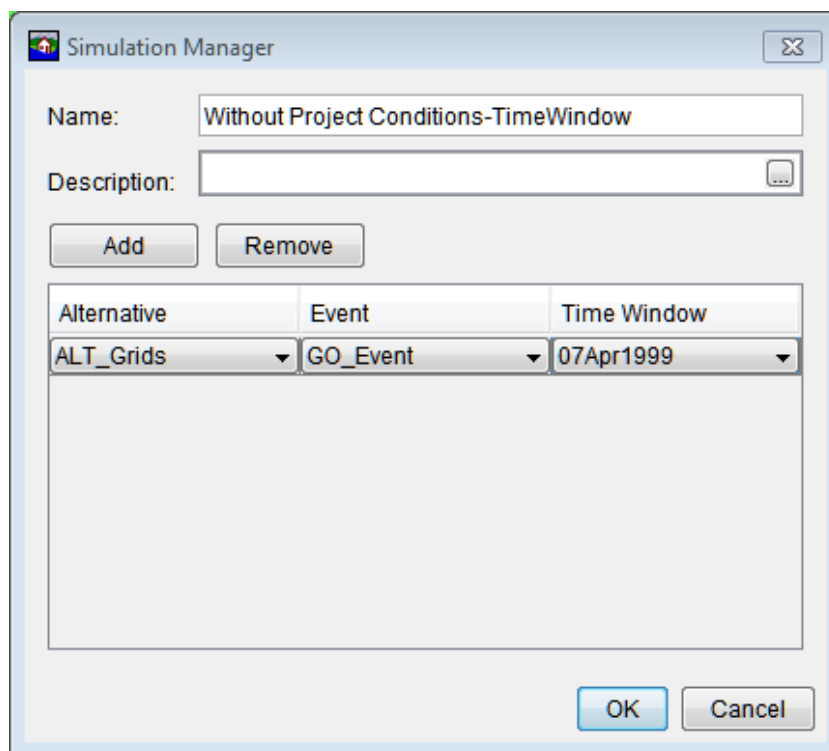 Simulation Manager
Name: Without Project Conditions-TimeWindow
Description: ...
Add Remove
Alternative Event Time Window
ALT_Grids GO_Event 07Apr1999
OK Cancel